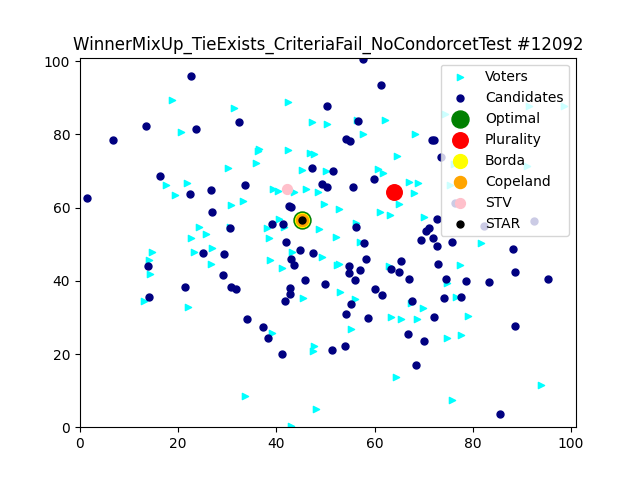 WinnerMixUp_TieExists_CriteriaFail_NoCondorcetTest #12092
100
80
60
40
20
0
0 20 40 60 80 100
Voters
Candidates
Optimal
Plurality
Borda
Copeland
STV
STAR